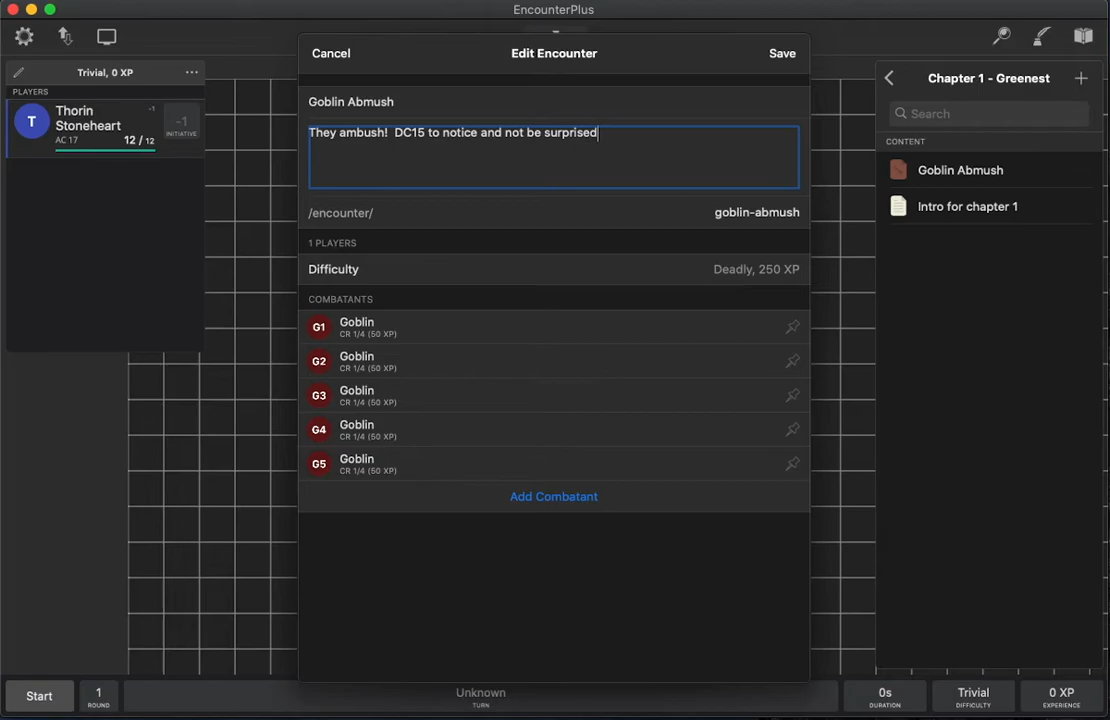 EncounterPlus
Trivial, 0 XP
...
PLAYERS
T
Thorin
Stoneheart
-1
AC 17
12 / 12
-1
INITIATIVE
Cancel
Edit Encounter
Save
Goblin Abmush
They ambush!  DC15 to notice and not be surprised
/encounter/
goblin-abmush
1 PLAYERS
Difficulty
Deadly, 250 XP
COMBATANTS
G1
Goblin
CR 1/4 (50 XP)
G2
Goblin
CR 1/4 (50 XP)
G3
Goblin
CR 1/4 (50 XP)
G4
Goblin
CR 1/4 (50 XP)
G5
Goblin
CR 1/4 (50 XP)
Add Combatant
Chapter 1 - Greenest
Search
CONTENT
Goblin Abmush
Intro for chapter 1
Start
1
ROUND
Unknown
TURN
0s
DURATION
Trivial
DIFFICULTY
0 XP
EXPERIENCE